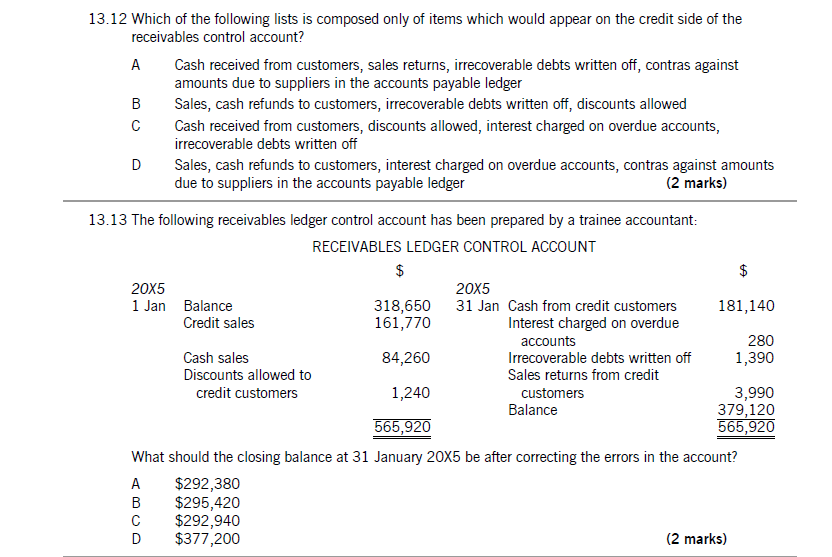 13.12 Which of the following lists is composed only of items which would appear on the credit side of the
receivables control account?
A Cash received from customers, sales returns, irrecoverable debts written off, contras against
amounts due to suppliers in the accounts payable ledger
B Sales, cash refunds to customers, irrecoverable debts written off, discounts allowed
C Cash received from customers, discounts allowed, interest charged on overdue accounts,
irrecoverable debts written off
D Sales, cash refunds to customers, interest charged on overdue accounts, contras against amounts
due to suppliers in the accounts payable ledger (2 marks)
13.13 The following receivables ledger control account has been prepared by a trainee accountant:
RECEIVABLES LEDGER CONTROL ACCOUNT
$ $
20X5 20X5
1 Jan Balance 318,650 31 Jan Cash from credit customers 181,140
Credit sales 161,770 Interest charged on overdue
accounts 280
Cash sales 84,260 Irrecoverable debts written off 1,390
Discounts allowed to Sales returns from credit
credit customers 1,240 customers 3,990
Balance 379,120
565,920 565,920
What should the closing balance at 31 January 20X5 be after correcting the errors in the account?
A $292,380
B $295,420
C $292,940
D $377,200 (2 marks)